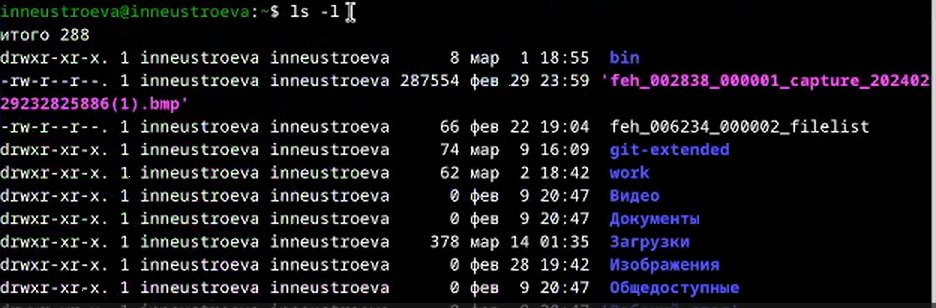 inneustroeva@inneustroeva:~$ ls -l
итого 288
drwxr-xr-x. 1 inneustroeva inneustroeva 8 мар 1 18:55 bin
-rw-r--r--. 1 inneustroeva inneustroeva 287554 фев 29 23:59 'feh_002838_000001_capture_202402
29232825886(1).bmp'
-rw-r--r--. 1 inneustroeva inneustroeva 66 фев 22 19:04 feh_006234_000002_filelist
drwxr-xr-x. 1 inneustroeva inneustroeva 74 мар 9 16:09 git-extended
drwxr-xr-x. 1 inneustroeva inneustroeva 62 мар 2 18:42 work
drwxr-xr-x. 1 inneustroeva inneustroeva 0 фев 9 20:47 Видео
drwxr-xr-x. 1 inneustroeva inneustroeva 0 фев 9 20:47 Документы
drwxr-xr-x. 1 inneustroeva inneustroeva 378 мар 14 01:35 Загрузки
drwxr-xr-x. 1 inneustroeva inneustroeva 0 фев 28 19:42 Изображения
drwxr-xr-x. 1 inneustroeva inneustroeva 0 фев 9 20:47 Общедоступные